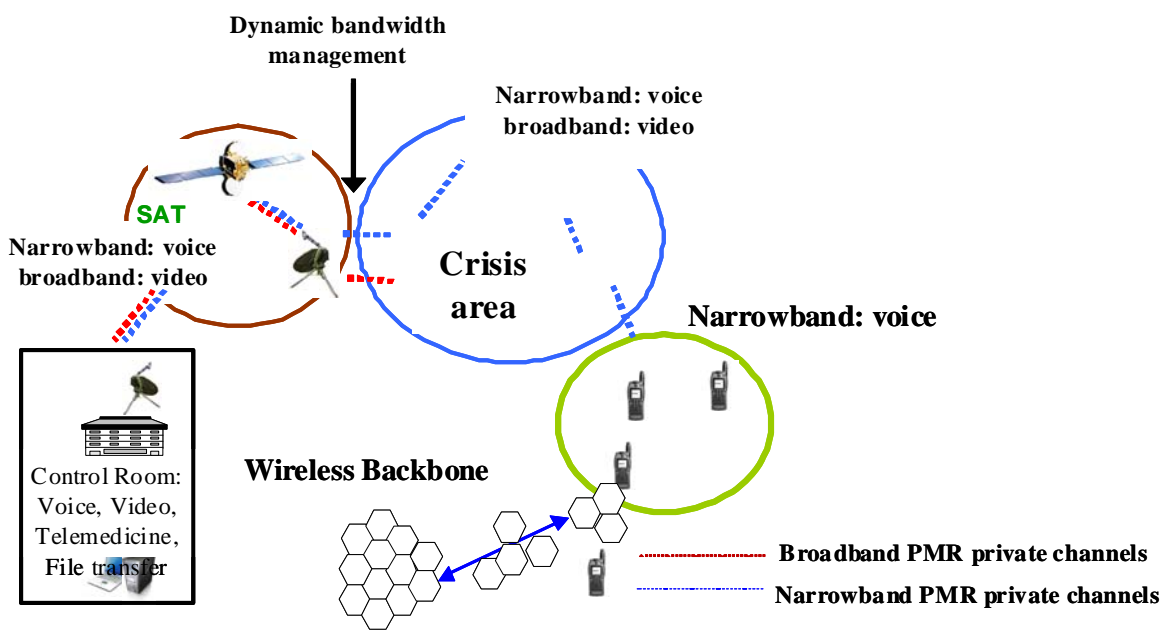 Dynamic bandwidth
management
Narrowband: voice
broadband: video
SAT
Narrowband: voice
broadband: video
Crisis
area
Narrowband: voice
Control Room:
Voice, Video,
Telemedicine,
File transfer
Wireless Backbone
Broadband PMR private channels
Narrowband PMR private channels